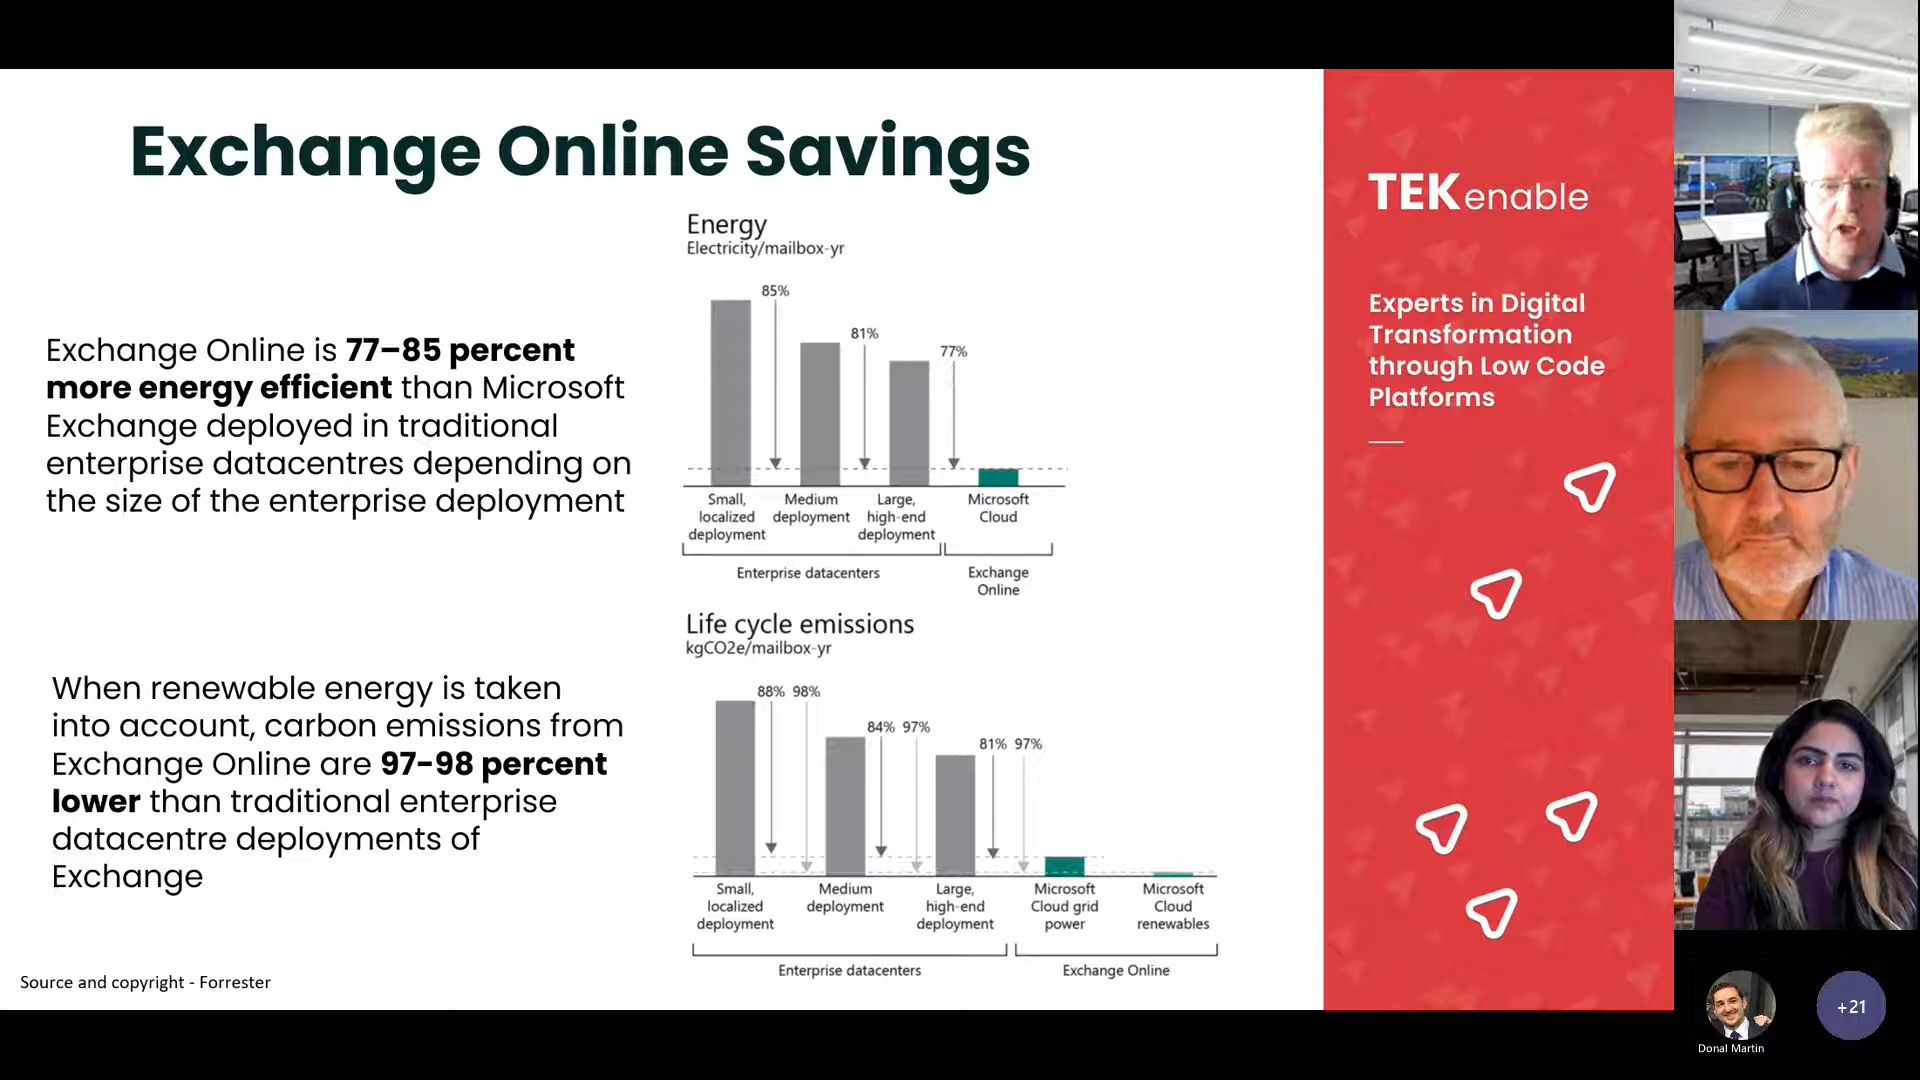 Exchange Online Savings
Exchange Online is 77–85 percent
more energy efficient than Microsoft
Exchange deployed in traditional
enterprise datacentres depending on
the size of the enterprise deployment
When renewable energy is taken
into account, carbon emissions from
Exchange Online are 97-98 percent
lower than traditional enterprise
datacentre deployments of
Exchange
Source and copyright - Forrester
Energy
Electricity/mailbox-yr
85%
81%
77%
Small,
localized
deployment
Medium
deployment
Large,
high-end
deployment
Microsoft
Cloud
Enterprise datacenters
Exchange
Online
Life cycle emissions
kgCO2e/mailbox-yr
88% 98%
84% 97%
81% 97%
Small,
localized
deployment
Medium
deployment
Large,
high-end
deployment
Microsoft
Cloud grid
power
Microsoft
Cloud
renewables
Enterprise datacenters
Exchange Online
TEKenable
Experts in Digital
Transformation
through Low Code
Platforms
Donal Martin
+21